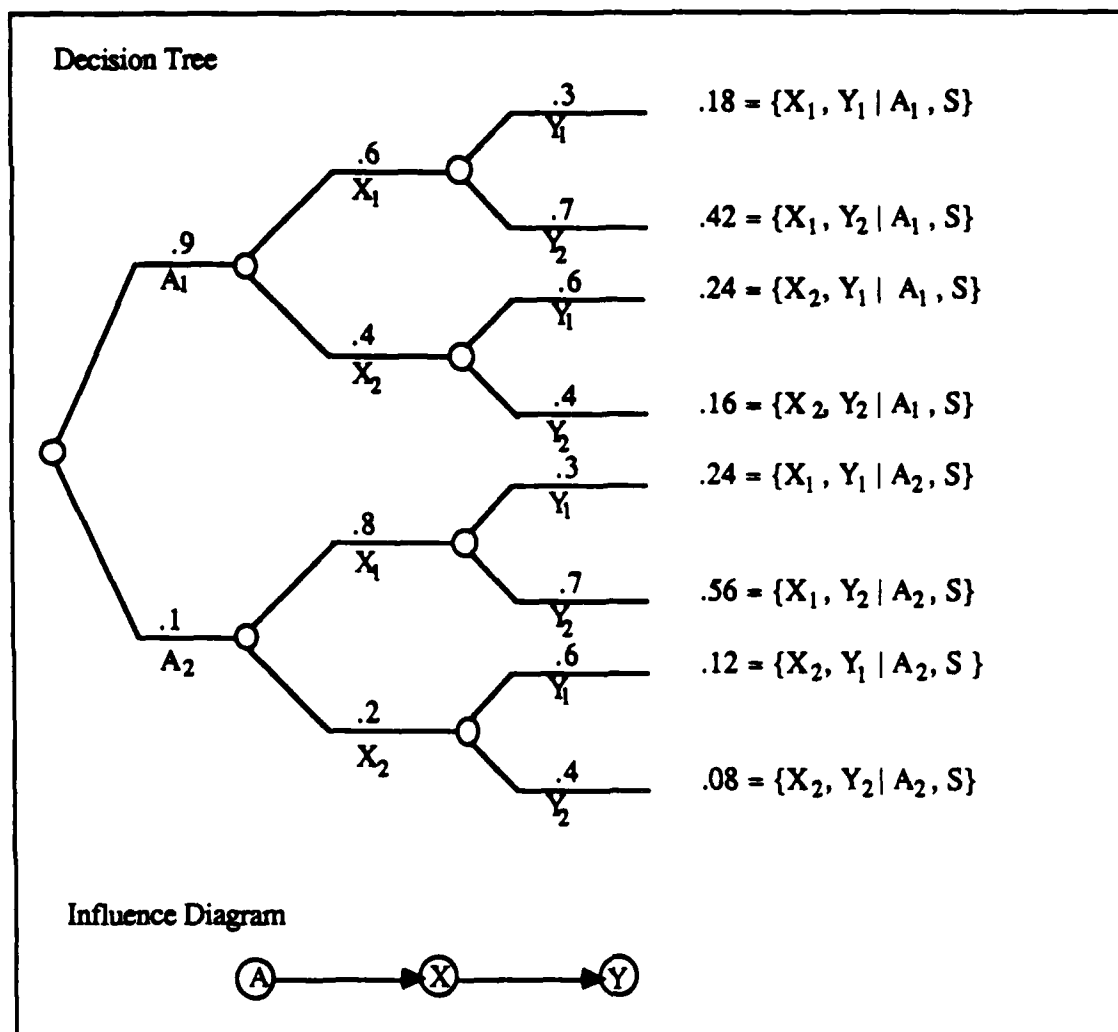 Decision Tree
.3
Y₁
.18 = {X₁, Y₁ | A₁, S}
.6
X₁
.7
Y₂
.42 = {X₁, Y₂ | A₁, S}
.9
A₁
.6
Y₁
.24 = {X₂, Y₁ | A₁, S}
.4
X₂
.4
Y₂
.16 = {X₂, Y₂ | A₁, S}
.3
Y₁
.24 = {X₁, Y₁ | A₂, S}
.8
X₁
.7
Y₂
.56 = {X₁, Y₂ | A₂, S}
.1
A₂
.6
Y₁
.12 = {X₂, Y₁ | A₂, S }
.2
X₂
.4
Y₂
.08 = {X₂, Y₂ | A₂, S}
Influence Diagram
A X Y